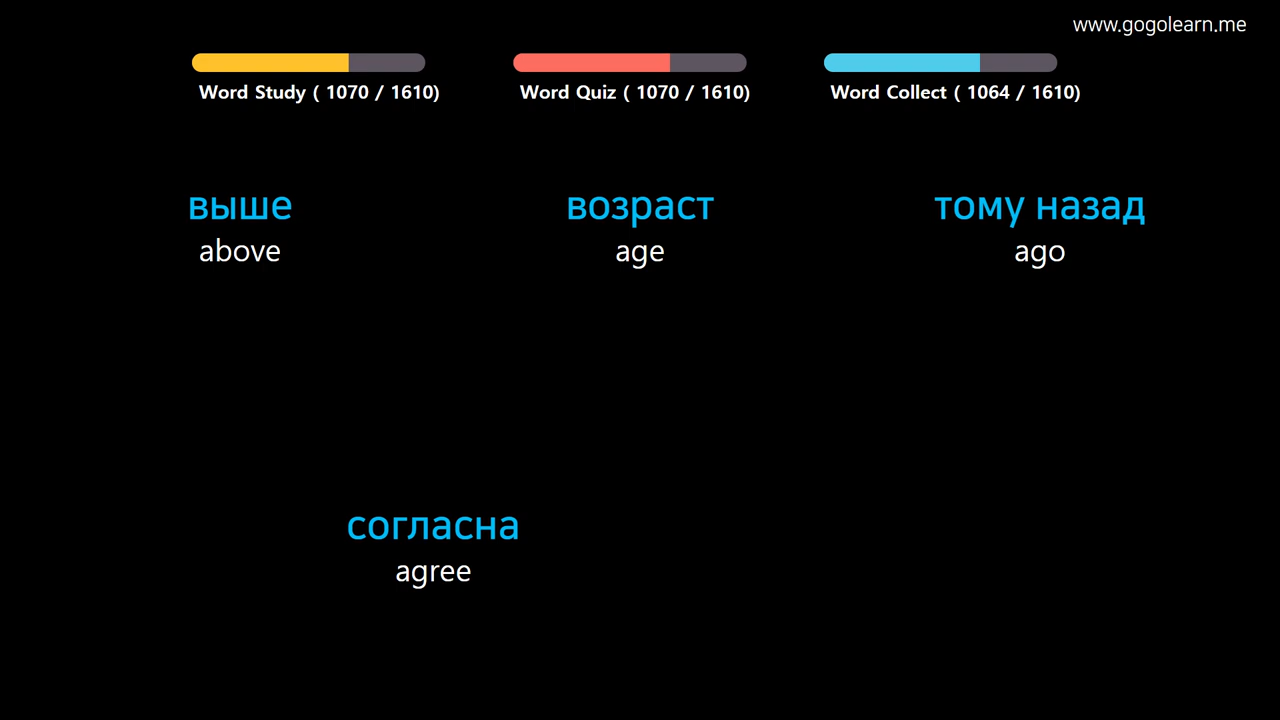 www.gogolearn.me
Word Study ( 1070 / 1610)
Word Quiz ( 1070 / 1610)
Word Collect ( 1064 / 1610)
выше
above
возраст
age
тому назад
ago
согласна
agree